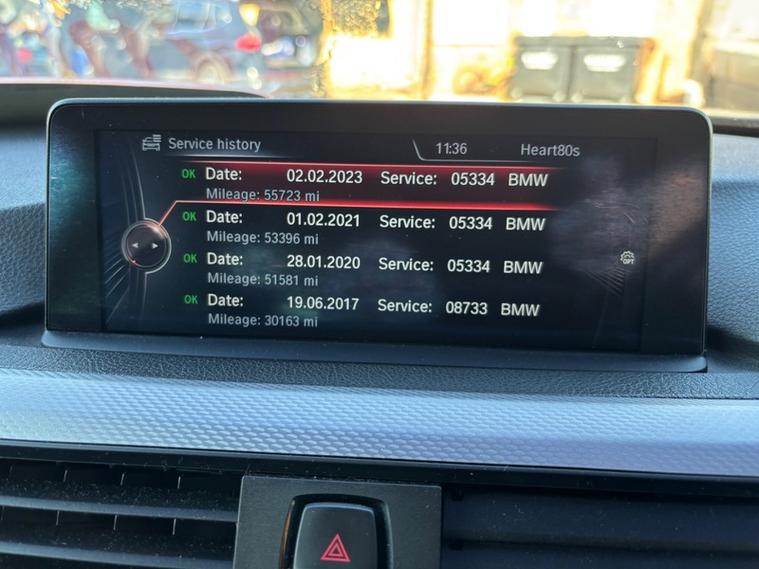 Service history 11:36 Heart80s
OK Date: 02.02.2023 Service: 05334 BMW
Mileage: 55723 mi
OK Date: 01.02.2021 Service: 05334 BMW
Mileage: 53396 mi
OK Date: 28.01.2020 Service: 05334 BMW
Mileage: 51581 mi
OK Date: 19.06.2017 Service: 08733 BMW
Mileage: 30163 mi
OPT